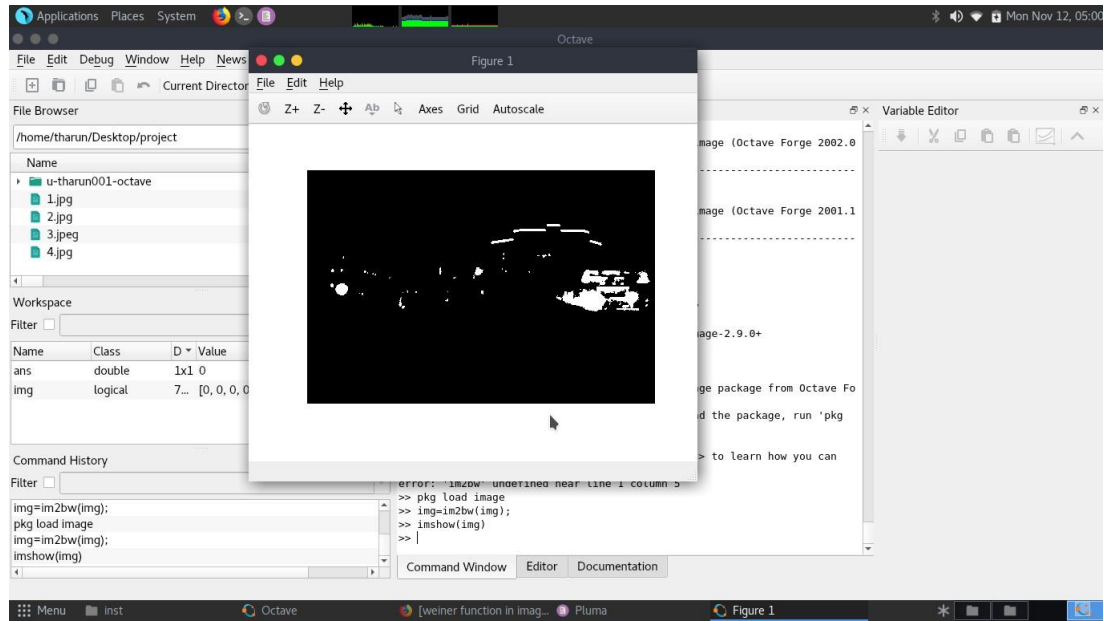 Applications Places System Mon Nov 12, 05:00
Octave
File Edit Debug Window Help News
Figure 1
Current Director
File Edit Help
Z+ Z- Ab Axes Grid Autoscale
File Browser
Variable Editor
/home/tharun/Desktop/project
Name
u-tharun001-octave
1.jpg
2.jpg
3.jpeg
4.jpg
mage (Octave Forge 2002.0
-----------------------
mage (Octave Forge 2001.1
-----------------------
age-2.9.0+
ge package from Octave Fo
d the package, run 'pkg
> to learn how you can
Workspace
Filter
Name Class D Value
ans double 1x1 0
img logical 7... [0, 0, 0, 0
Command History
Filter
img=im2bw(img);
pkg load image
img=im2bw(img);
imshow(img)
error: 'im2bw' undefined near line 1 column 5
>> pkg load image
>> img=im2bw(img);
>> imshow(img)
>>
Command Window Editor Documentation
Menu inst Octave [weiner function in imag... Pluma Figure 1